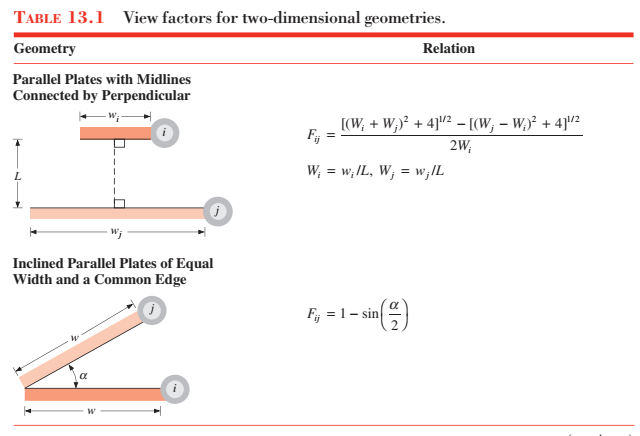 TABLE 13.1 View factors for two-dimensional geometries.
Geometry Relation
Parallel Plates with Midlines
Connected by Perpendicular
wᵢ
i
L
j
wⱼ
Fᵢⱼ = {[(Wᵢ + Wⱼ)² + 4]^1/2 − [(Wⱼ − Wᵢ)² + 4]^1/2} / 2Wᵢ
Wᵢ = wᵢ/L, Wⱼ = wⱼ/L
Inclined Parallel Plates of Equal
Width and a Common Edge
j
w
α
i
w
Fᵢⱼ = 1 − sin(α/2)